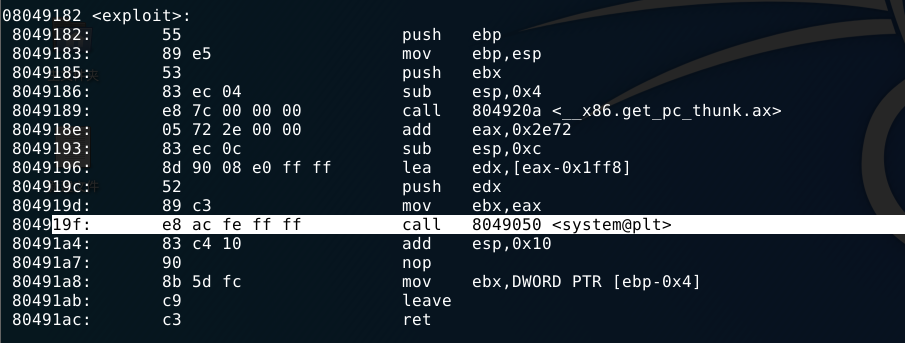 08049182 <exploit>:
8049182: 55 push ebp
8049183: 89 e5 mov ebp,esp
8049185: 53 push ebx
8049186: 83 ec 04 sub esp,0x4
8049189: e8 7c 00 00 00 call 804920a <__x86.get_pc_thunk.ax>
804918e: 05 72 2e 00 00 add eax,0x2e72
8049193: 83 ec 0c sub esp,0xc
8049196: 8d 90 08 e0 ff ff lea edx,[eax-0x1ff8]
804919c: 52 push edx
804919d: 89 c3 mov ebx,eax
804919f: e8 ac fe ff ff call 8049050 <system@plt>
80491a4: 83 c4 10 add esp,0x10
80491a7: 90 nop
80491a8: 8b 5d fc mov ebx,DWORD PTR [ebp-0x4]
80491ab: c9 leave
80491ac: c3 ret